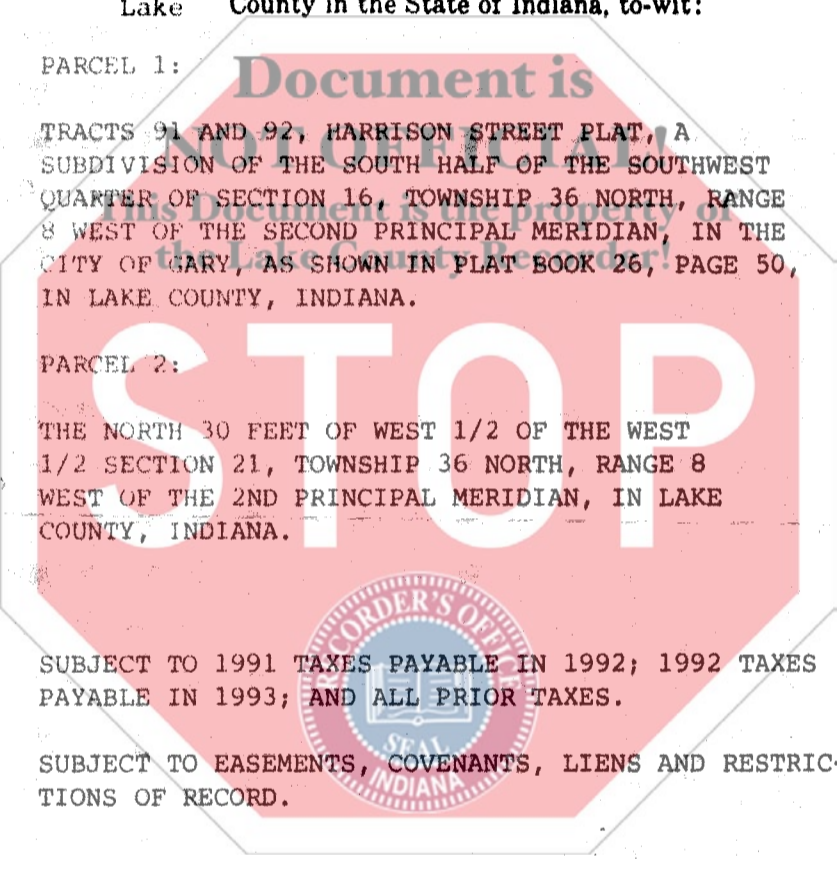 Lake County in the State of Indiana, to-wit:
PARCEL 1:
Document is
TRACTS 91 AND 92, HARRISON STREET PLAT, A
NOT OFFICIAL!
SUBDIVISION OF THE SOUTH HALF OF THE SOUTHWEST
QUARTER OF SECTION 16, TOWNSHIP 36 NORTH, RANGE
This Document is the property of
8 WEST OF THE SECOND PRINCIPAL MERIDIAN, IN THE
the Lake County Recorder!
CITY OF GARY, AS SHOWN IN PLAT BOOK 26, PAGE 50,
IN LAKE COUNTY, INDIANA.
STOP
PARCEL 2:
THE NORTH 30 FEET OF WEST 1/2 OF THE WEST
1/2 SECTION 21, TOWNSHIP 36 NORTH, RANGE 8
WEST OF THE 2ND PRINCIPAL MERIDIAN, IN LAKE
COUNTY, INDIANA.
RECORDER'S OFFICE
SUBJECT TO 1991 TAXES PAYABLE IN 1992; 1992 TAXES
PAYABLE IN 1993; AND ALL PRIOR TAXES.
SEAL
INDIANA
SUBJECT TO EASEMENTS, COVENANTS, LIENS AND RESTRIC-
TIONS OF RECORD.